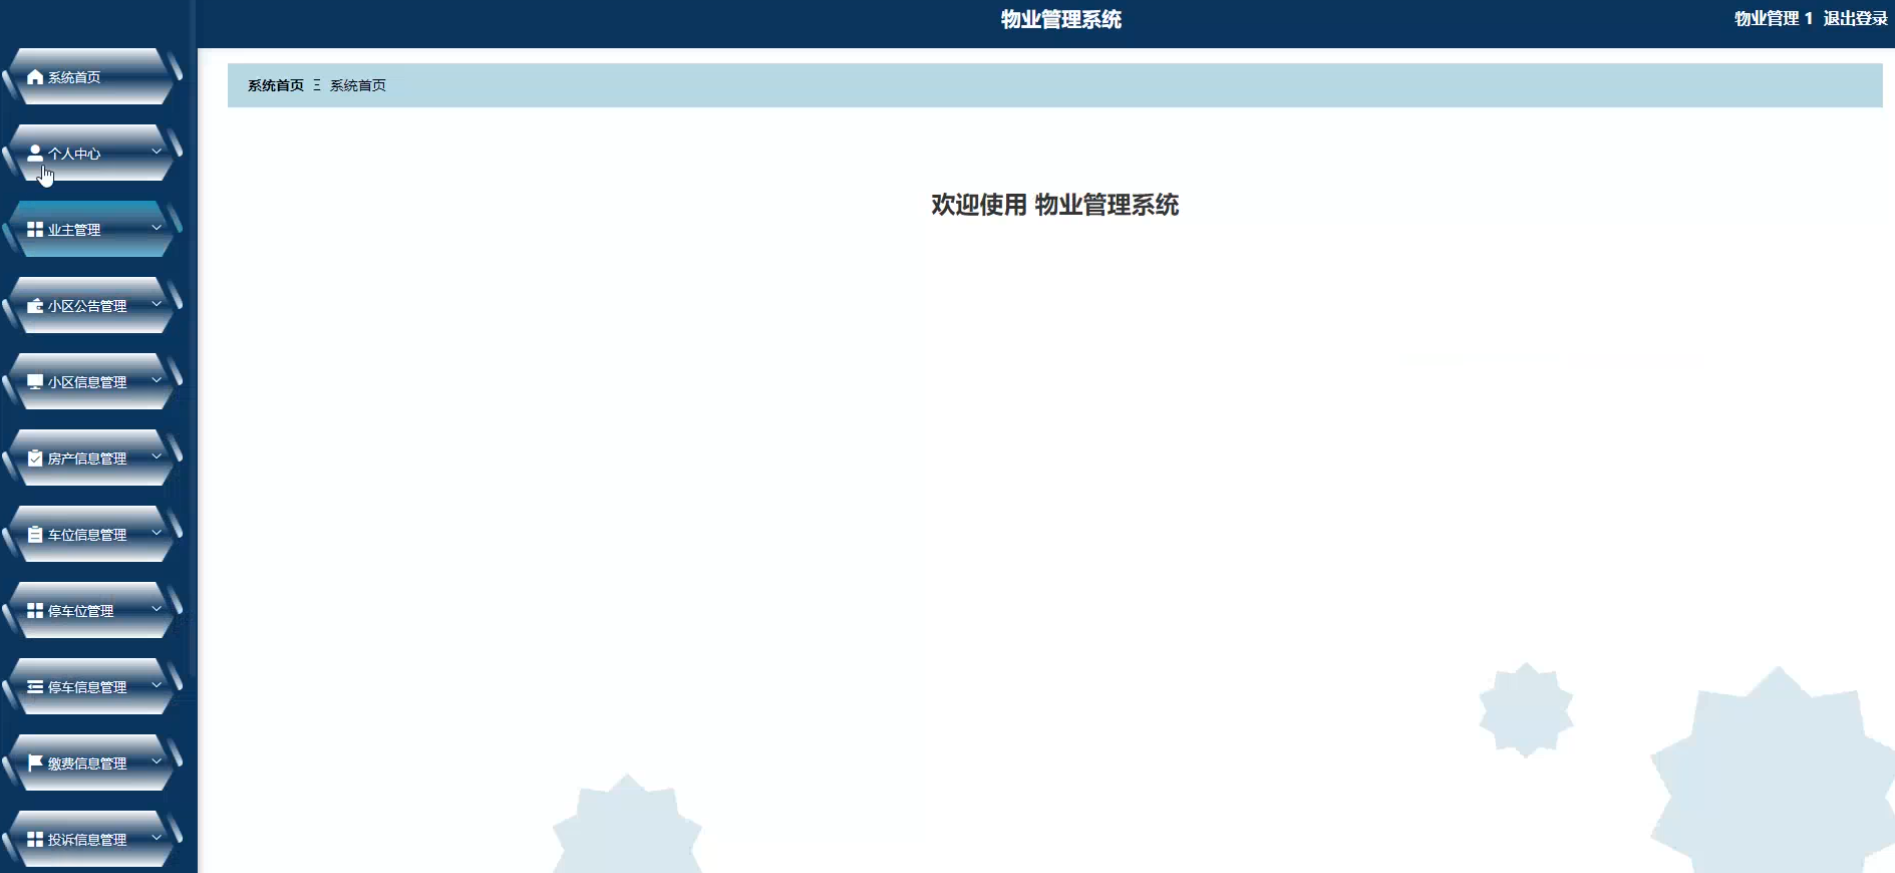 物业管理系统
物业管理 1 退出登录
系统首页
个人中心
业主管理
小区公告管理
小区信息管理
房产信息管理
车位信息管理
停车位管理
停车信息管理
缴费信息管理
投诉信息管理
系统首页 Ξ 系统首页
欢迎使用 物业管理系统